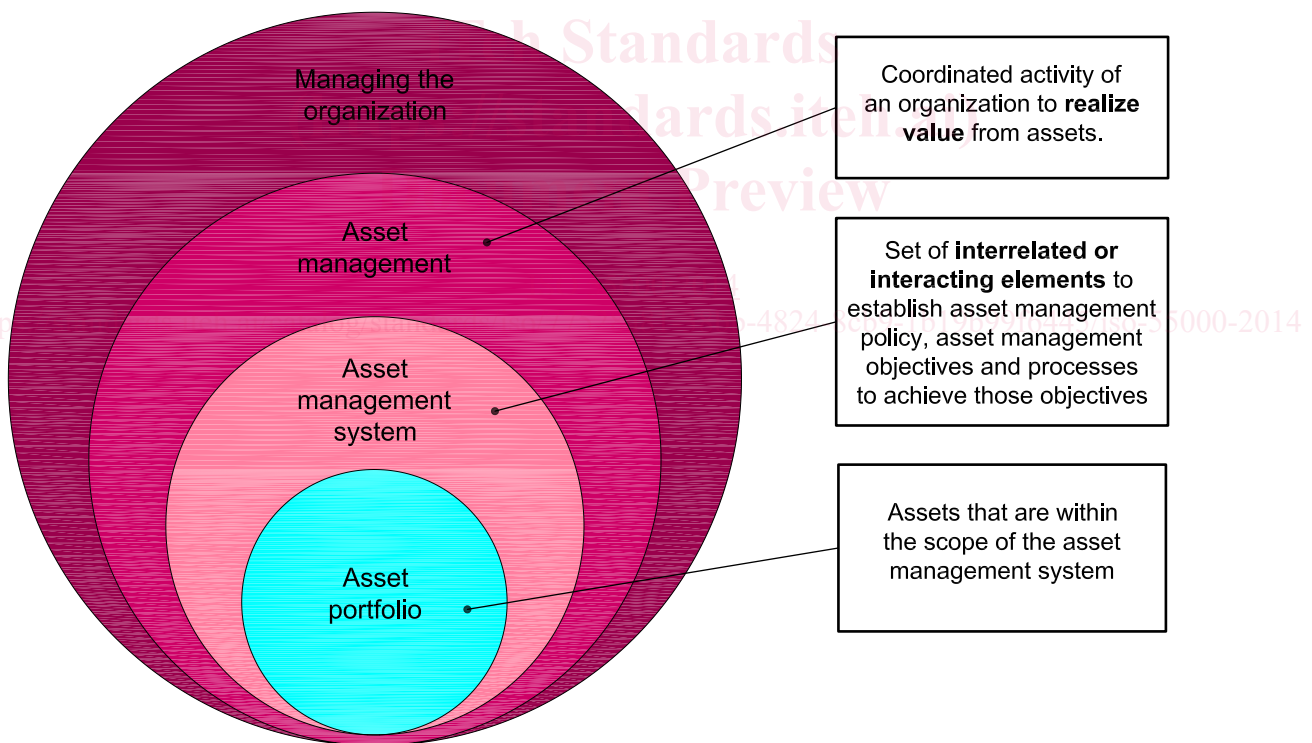 Managing the
organization
Asset
management
Asset
management
system
Asset
portfolio
Coordinated activity of
an organization to realize
value from assets.
Set of interrelated or
interacting elements to
establish asset management
policy, asset management
objectives and processes
to achieve those objectives
Assets that are within
the scope of the asset
management system
Standards
Preview